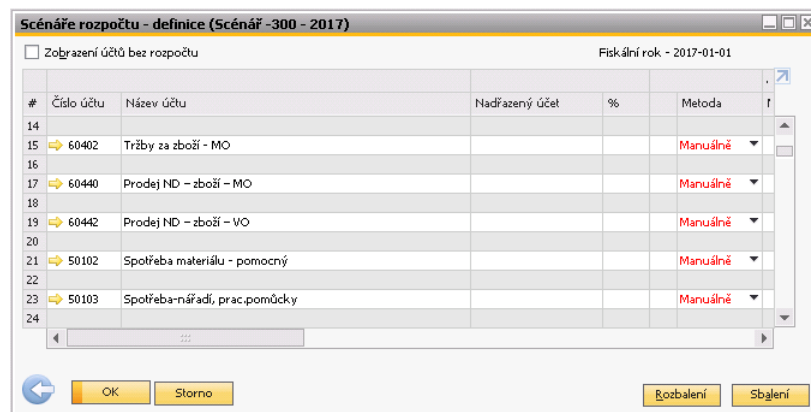 Scénáře rozpočtu - definice (Scénář -300 - 2017)
Zobrazení účtů bez rozpočtu Fiskální rok - 2017-01-01
# Číslo účtu Název účtu Nadřazený účet % Metoda
14
15 60402 Tržby za zboží - MO Manuálně
16
17 60440 Prodej ND – zboží – MO Manuálně
18
19 60442 Prodej ND – zboží – VO Manuálně
20
21 50102 Spotřeba materiálu - pomocný Manuálně
22
23 50103 Spotřeba-nářadí, prac.pomůcky Manuálně
24
OK Storno Rozbalení Sbalení